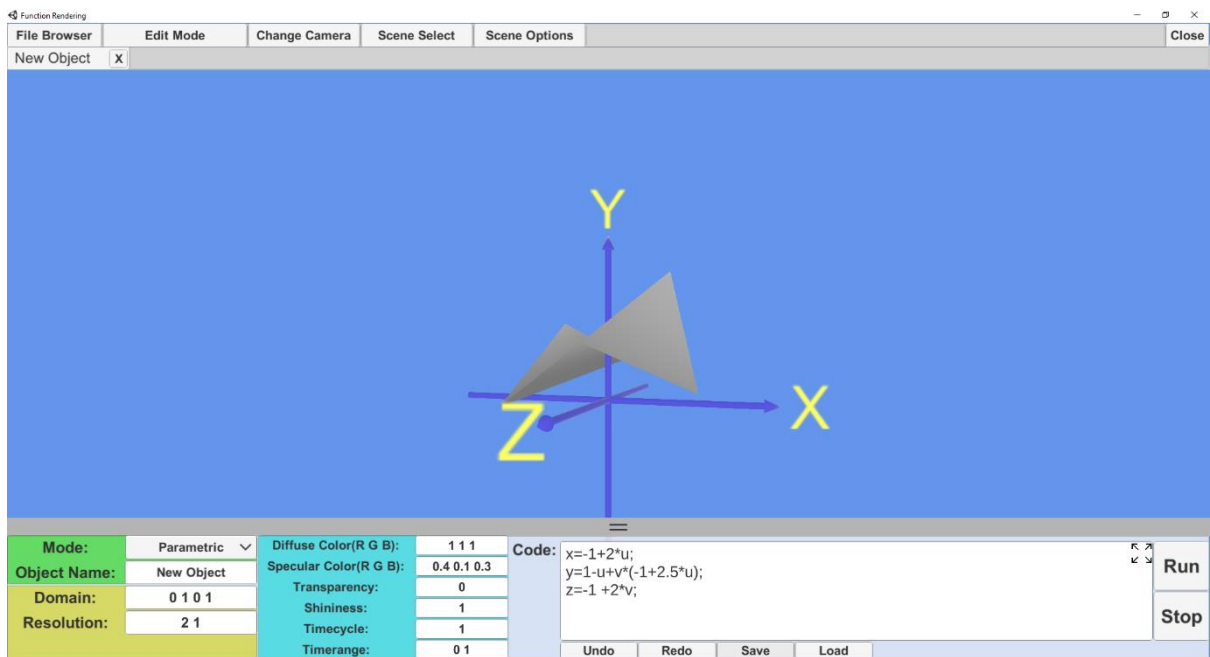 Function Rendering
File Browser Edit Mode Change Camera Scene Select Scene Options Close
New Object X
Y
X
Z
Mode: Parametric
Object Name: New Object
Domain: 0 1 0 1
Resolution: 2 1
Diffuse Color(R G B): 1 1 1
Specular Color(R G B): 0.4 0.1 0.3
Transparency: 0
Shininess: 1
Timecycle: 1
Timerange: 0 1
Code:
x=-1+2*u;
y=1-u+v*(-1+2.5*u);
z=-1 +2*v;
Run
Stop
Undo Redo Save Load